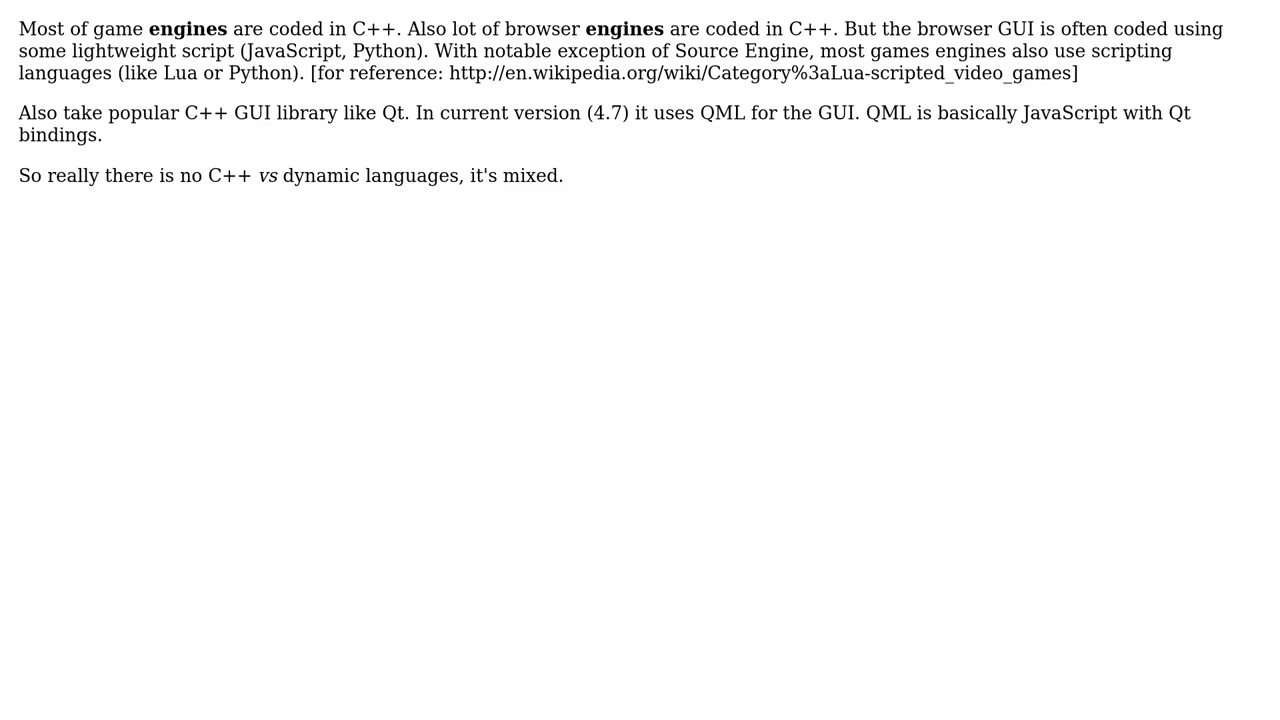 Most of game engines are coded in C++. Also lot of browser engines are coded in C++. But the browser GUI is often coded using
some lightweight script (JavaScript, Python). With notable exception of Source Engine, most games engines also use scripting
languages (like Lua or Python). [for reference: http://en.wikipedia.org/wiki/Category%3aLua-scripted_video_games]
Also take popular C++ GUI library like Qt. In current version (4.7) it uses QML for the GUI. QML is basically JavaScript with Qt
bindings.
So really there is no C++ vs dynamic languages, it's mixed.